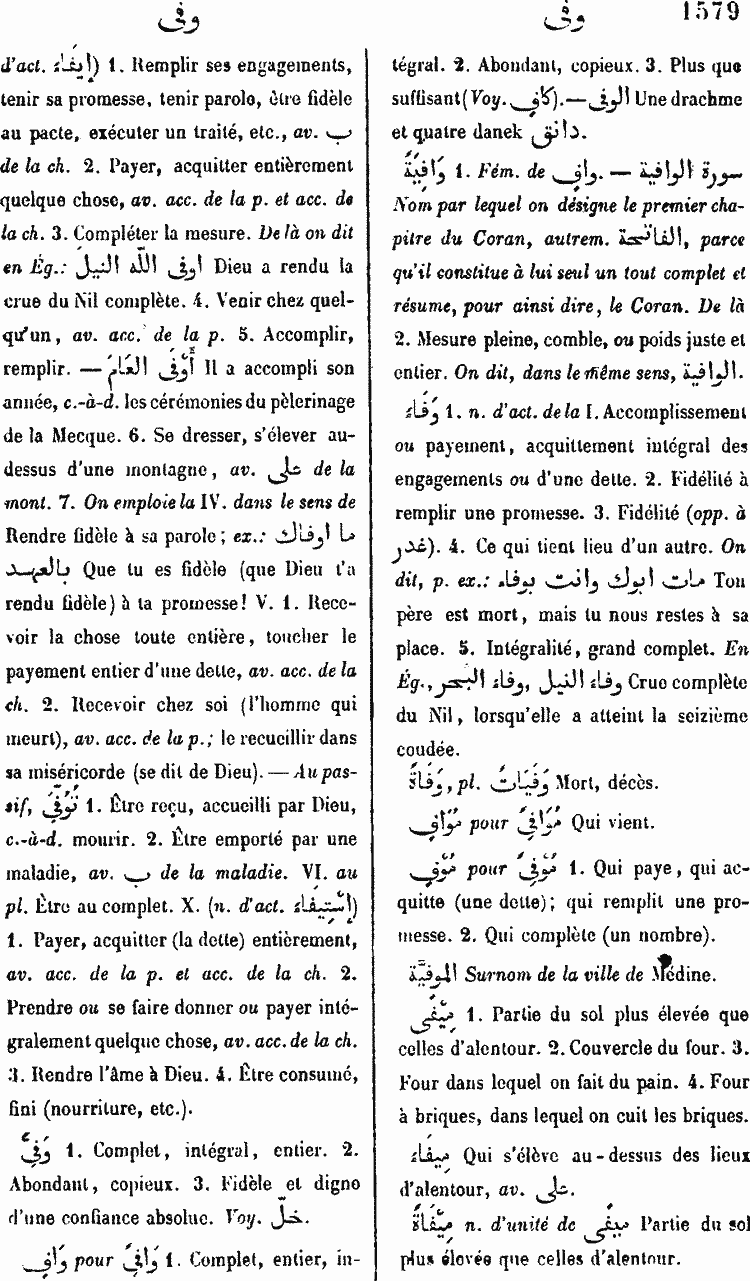 وفى
وفى
1579
d'act. إِيفَاءٌ) 1. Remplir ses engagements,
tenir sa promesse, tenir parole, être fidèle
au pacte, exécuter un traité, etc., av. ب
de la ch. 2. Payer, acquitter entièrement
quelque chose, av. acc. de la p. et acc. de
la ch. 3. Compléter la mesure. De là on dit
en Ég.: اوفى الله النيل Dieu a rendu la
crue du Nil complète. 4. Venir chez quel-
qu'un, av. acc. de la p. 5. Accomplir,
remplir. — أَوْفَى العَامَ Il a accompli son
année, c.-à-d. les cérémonies du pèlerinage
de la Mecque. 6. Se dresser, s'élever au-
dessus d'une montagne, av. على de la
mont. 7. On emploie la IV. dans le sens de
Rendre fidèle à sa parole; ex.: ما اوفاك
بالعهد Que tu es fidèle (que Dieu t'a
rendu fidèle) à ta promesse! V. 1. Rece-
voir la chose toute entière, toucher le
payement entier d'une dette, av. acc. de la
ch. 2. Recevoir chez soi (l'homme qui
meurt), av. acc. de la p.; le recueillir dans
sa miséricorde (se dit de Dieu). — Au pas-
sif, تُوُفِّيَ 1. Être reçu, accueilli par Dieu,
c.-à-d. mourir. 2. Être emporté par une
maladie, av. ب de la maladie. VI. au
pl. Être au complet. X. (n. d'act. إِسْتِيفَاءٌ)
1. Payer, acquitter (la dette) entièrement,
av. acc. de la p. et acc. de la ch. 2.
Prendre ou se faire donner ou payer inté-
gralement quelque chose, av. acc. de la ch.
3. Rendre l'âme à Dieu. 4. Être consumé,
fini (nourriture, etc.).
وَفِيٌّ 1. Complet, intégral, entier. 2.
Abondant, copieux. 3. Fidèle et digne
d'une confiance absolue. Voy. خلّ.
وَافٍ pour وَافِيٌ 1. Complet, entier, in-
tégral. 2. Abondant, copieux. 3. Plus que
suffisant (Voy. كافٍ). — الوفى Une drachme
et quatre danek دانق.
وَافِيَةٌ 1. Fém. de وافٍ. — سورة الوافية
Nom par lequel on désigne le premier cha-
pitre du Coran, autrem. الفاتحة, parce
qu'il constitue à lui seul un tout complet et
résume, pour ainsi dire, le Coran. De là
2. Mesure pleine, comble, ou poids juste et
entier. On dit, dans le même sens, الوافية.
وَفَاءٌ 1. n. d'act. de la I. Accomplissement
ou payement, acquittement intégral des
engagements ou d'une dette. 2. Fidélité à
remplir une promesse. 3. Fidélité (opp. à
غدر). 4. Ce qui tient lieu d'un autre. On
dit, p. ex.: مات ابوك وانت بوفاء Ton
père est mort, mais tu nous restes à sa
place. 5. Intégralité, grand complet. En
Ég., وفاء النيل, وفاء البحر Crue complète
du Nil, lorsqu'elle a atteint la seizième
coudée.
وَفَاةٌ, pl. وَفَيَاتٌ Mort, décès.
مُوَافٍ pour مُوَافِيٌ Qui vient.
مُوفٍ pour مُوفِيٌ 1. Qui paye, qui ac-
quitte (une dette); qui remplit une pro-
messe. 2. Qui complète (un nombre).
الموفيّة Surnom de la ville de Médine.
مِيفًى 1. Partie du sol plus élevée que
celles d'alentour. 2. Couvercle du four. 3.
Four dans lequel on fait du pain. 4. Four
à briques, dans lequel on cuit les briques.
مِيفَاءٌ Qui s'élève au-dessus des lieux
d'alentour, av. على.
مِيفَاةٌ n. d'unité de ميفى Partie du sol
plus élevée que celles d'alentour.